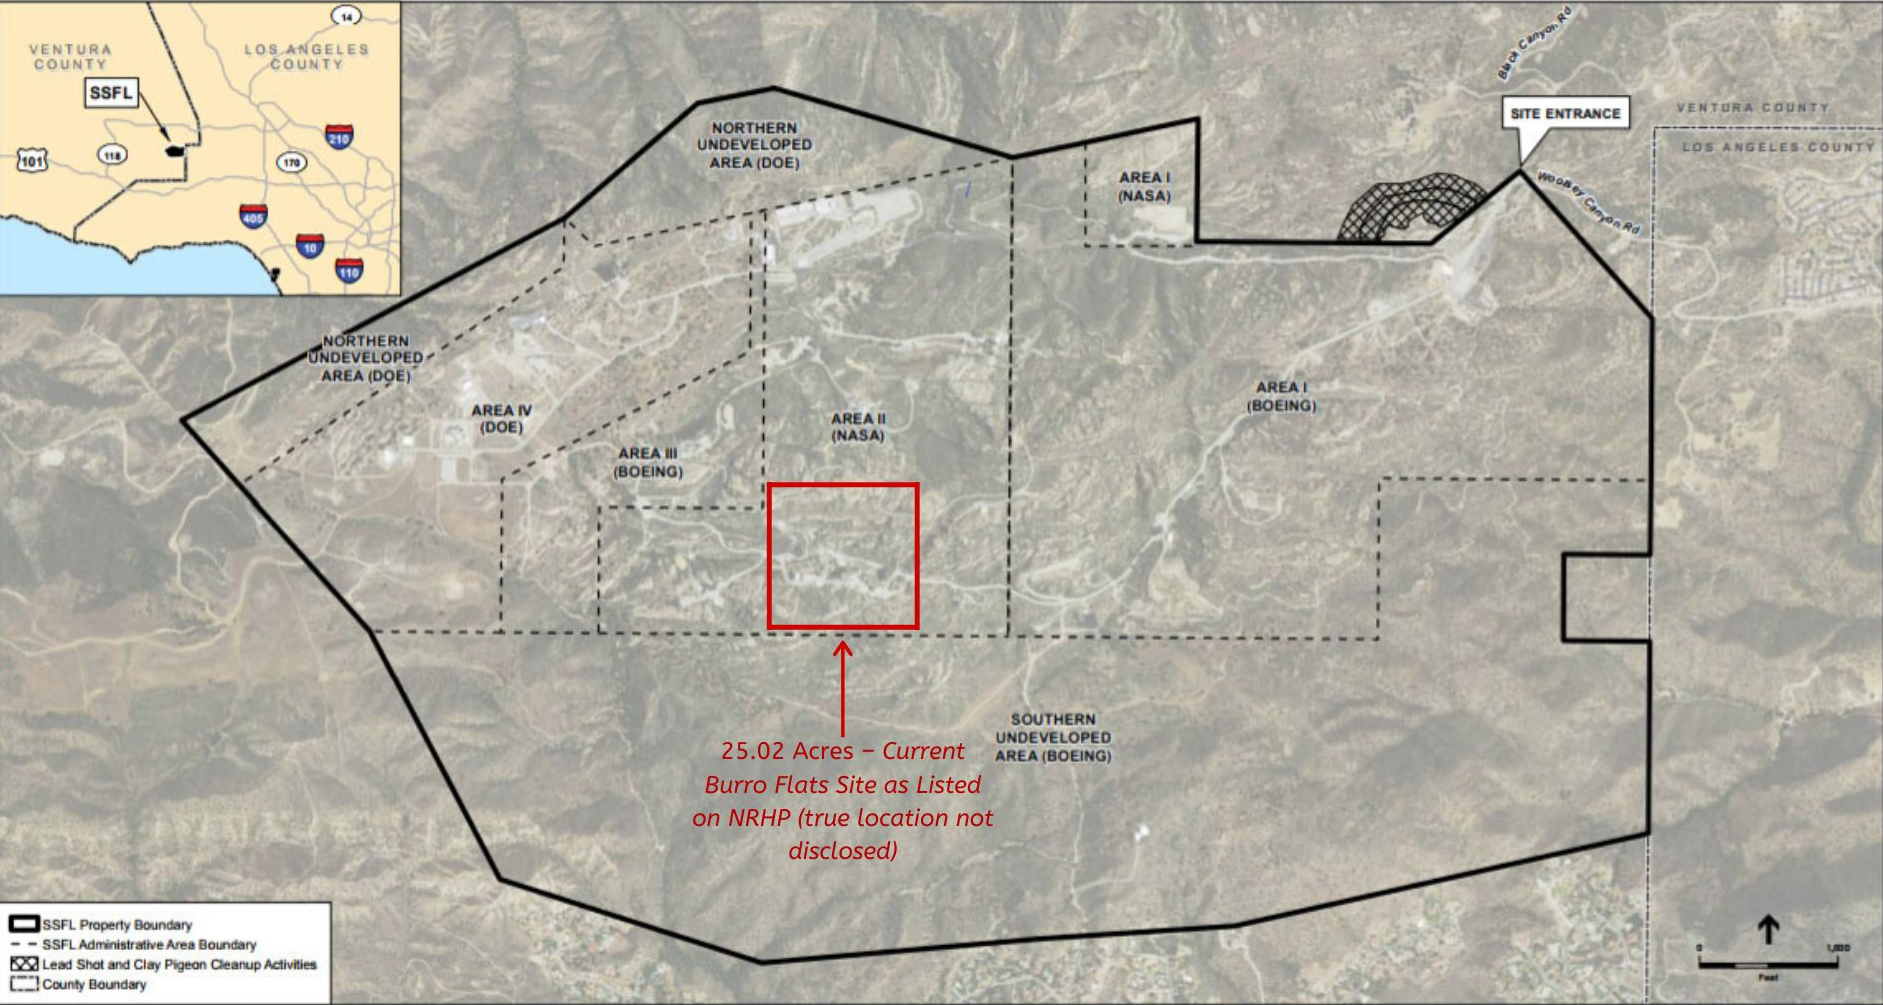 14
VENTURA
COUNTY
LOS ANGELES
COUNTY
SSFL
210
101
118
170
405
10
110
NORTHERN
UNDEVELOPED
AREA (DOE)
AREA I
(NASA)
Black Canyon Rd
SITE ENTRANCE
VENTURA COUNTY
LOS ANGELES COUNTY
Woolsey Canyon Rd
NORTHERN
UNDEVELOPED
AREA (DOE)
AREA IV
(DOE)
AREA III
(BOEING)
AREA II
(NASA)
AREA I
(BOEING)
25.02 Acres – Current
Burro Flats Site as Listed
on NRHP (true location not
disclosed)
SOUTHERN
UNDEVELOPED
AREA (BOEING)
SSFL Property Boundary
SSFL Administrative Area Boundary
Lead Shot and Clay Pigeon Cleanup Activities
County Boundary
0 1,000
Feet